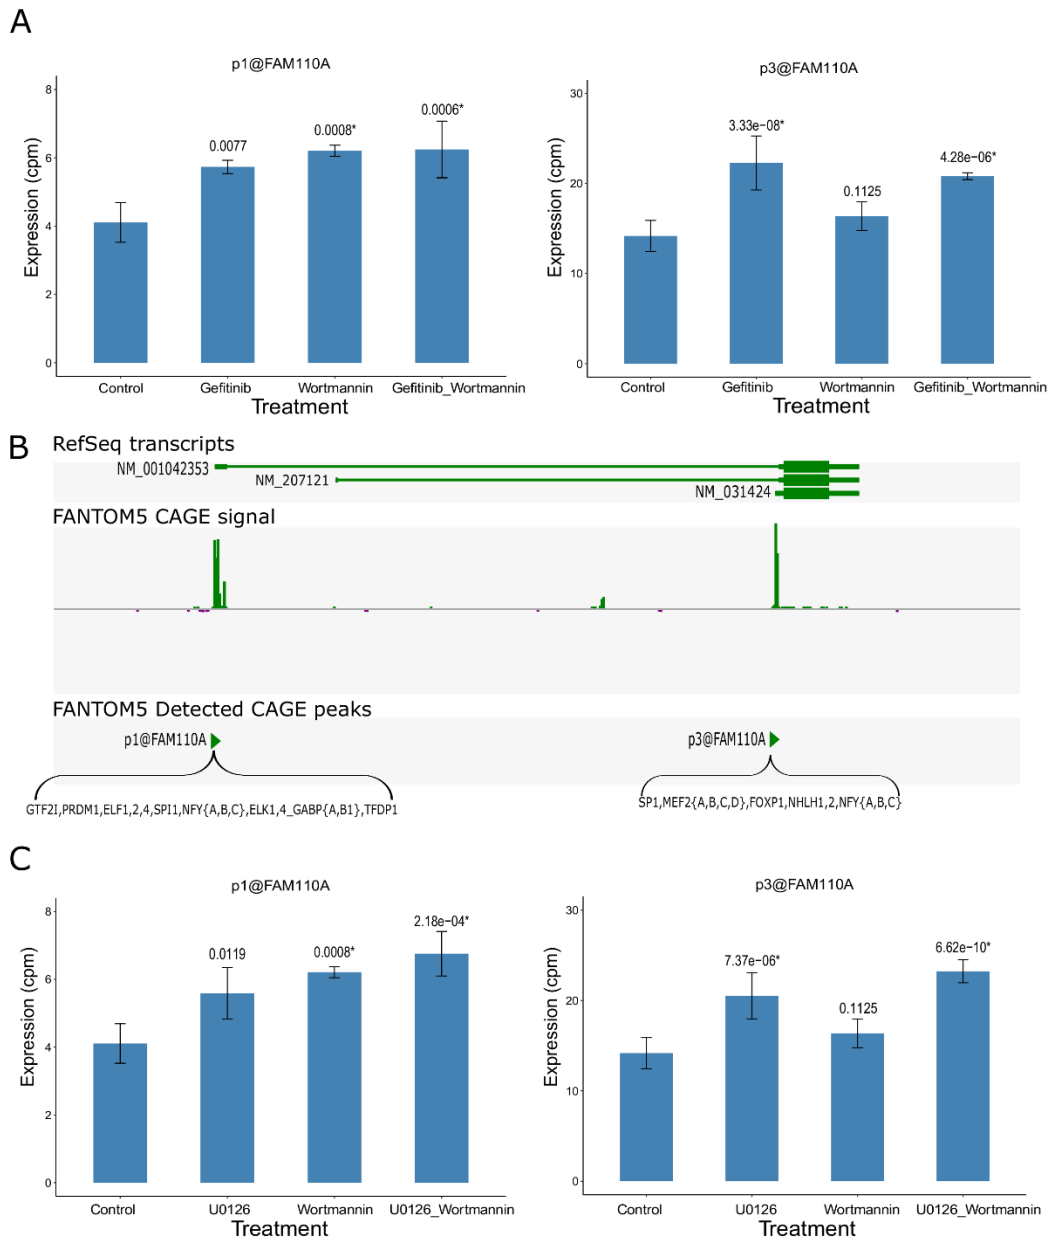 A
p1@FAM110A
Expression (cpm)
8
6
4
2
0
0.0077
0.0008*
0.0006*
Control
Gefitinib
Wortmannin
Gefitinib_Wortmannin
Treatment
p3@FAM110A
Expression (cpm)
30
20
10
0
3.33e−08*
0.1125
4.28e−06*
Control
Gefitinib
Wortmannin
Gefitinib_Wortmannin
Treatment
B
RefSeq transcripts
NM_001042353
NM_207121
NM_031424
FANTOM5 CAGE signal
FANTOM5 Detected CAGE peaks
p1@FAM110A
p3@FAM110A
GTF2I,PRDM1,ELF1,2,4,SPI1,NFY{A,B,C},ELK1,4_GABP{A,B1},TFDP1
SP1,MEF2{A,B,C,D},FOXP1,NHLH1,2,NFY{A,B,C}
C
p1@FAM110A
Expression (cpm)
8
6
4
2
0
0.0119
0.0008*
2.18e−04*
Control
U0126
Wortmannin
U0126_Wortmannin
Treatment
p3@FAM110A
Expression (cpm)
30
20
10
0
7.37e−06*
0.1125
6.62e−10*
Control
U0126
Wortmannin
U0126_Wortmannin
Treatment